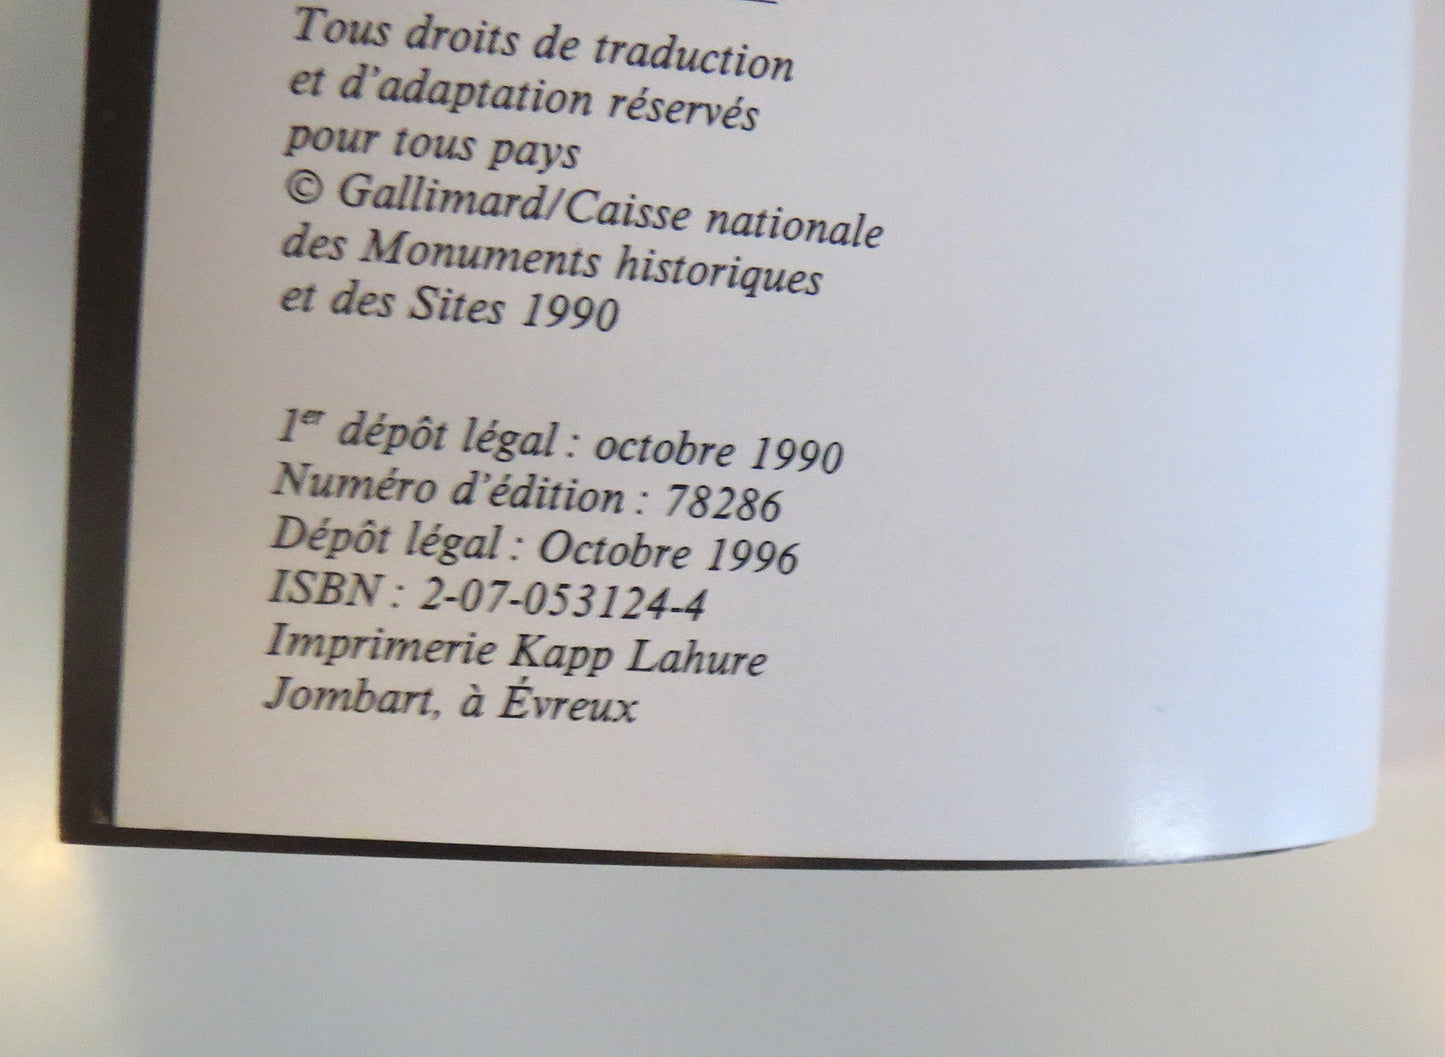 Tous droits de traduction
et d'adaptation réservés
pour tous pays
© Gallimard/Caisse nationale
des Monuments historiques
et des Sites 1990
1er dépôt légal : octobre 1990
Numéro d'édition : 78286
Dépôt légal : Octobre 1996
ISBN : 2-07-053124-4
Imprimerie Kapp Lahure
Jombart, à Évreux